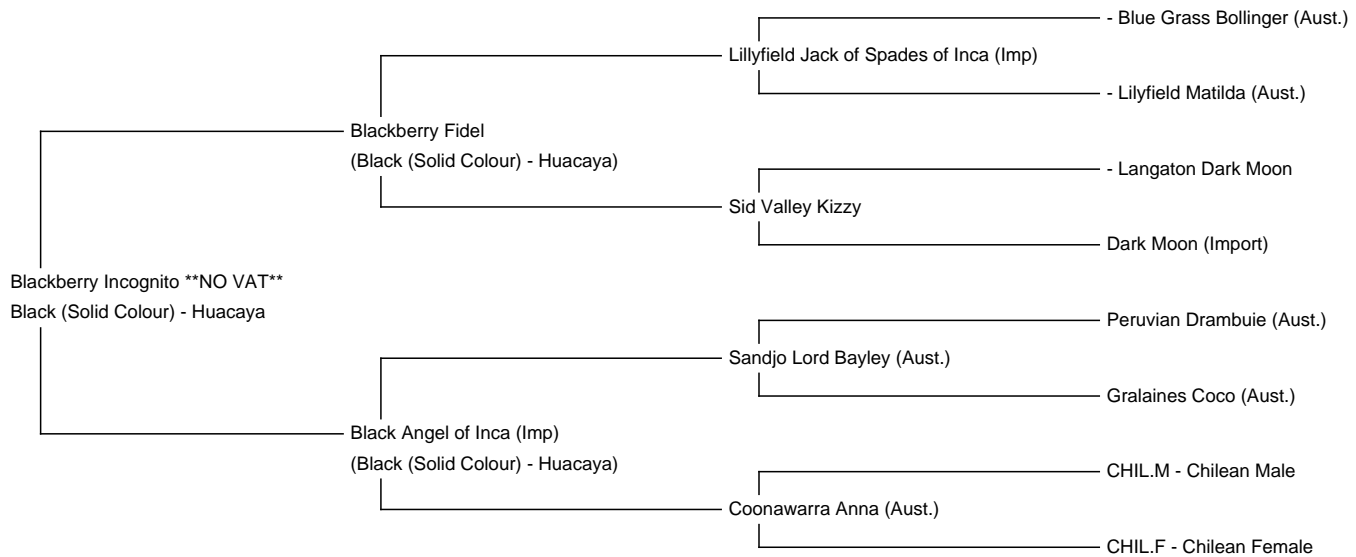 - Blue Grass Bollinger (Aust.)
Lillyfield Jack of Spades of Inca (Imp)
- Lilyfield Matilda (Aust.)
Blackberry Fidel
(Black (Solid Colour) - Huacaya)
- Langaton Dark Moon
Sid Valley Kizzy
Dark Moon (Import)
Blackberry Incognito **NO VAT**
Black (Solid Colour) - Huacaya
Peruvian Drambuie (Aust.)
Sandjo Lord Bayley (Aust.)
Gralaines Coco (Aust.)
Black Angel of Inca (Imp)
(Black (Solid Colour) - Huacaya)
CHIL.M - Chilean Male
Coonawarra Anna (Aust.)
CHIL.F - Chilean Female